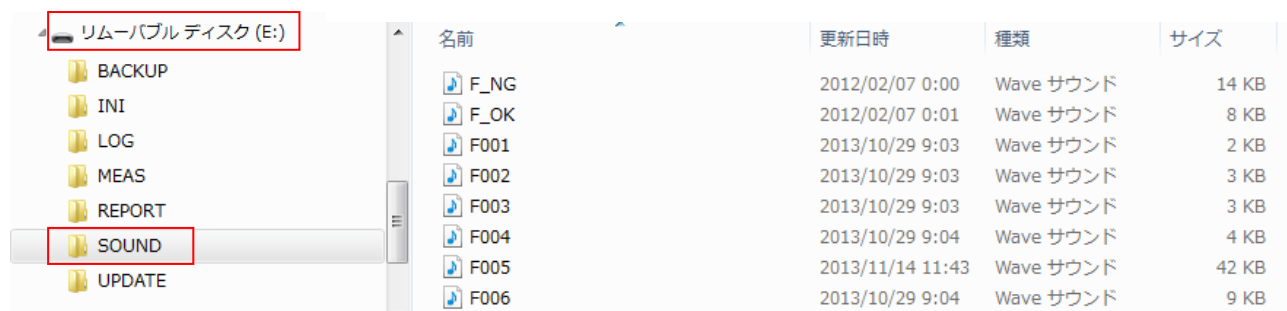 リムーバブル ディスク (E:)
BACKUP
INI
LOG
MEAS
REPORT
SOUND
UPDATE
名前 更新日時 種類 サイズ
F_NG 2012/02/07 0:00 Wave サウンド 14 KB
F_OK 2012/02/07 0:01 Wave サウンド 8 KB
F001 2013/10/29 9:03 Wave サウンド 2 KB
F002 2013/10/29 9:03 Wave サウンド 3 KB
F003 2013/10/29 9:03 Wave サウンド 3 KB
F004 2013/10/29 9:04 Wave サウンド 4 KB
F005 2013/11/14 11:43 Wave サウンド 42 KB
F006 2013/10/29 9:04 Wave サウンド 9 KB